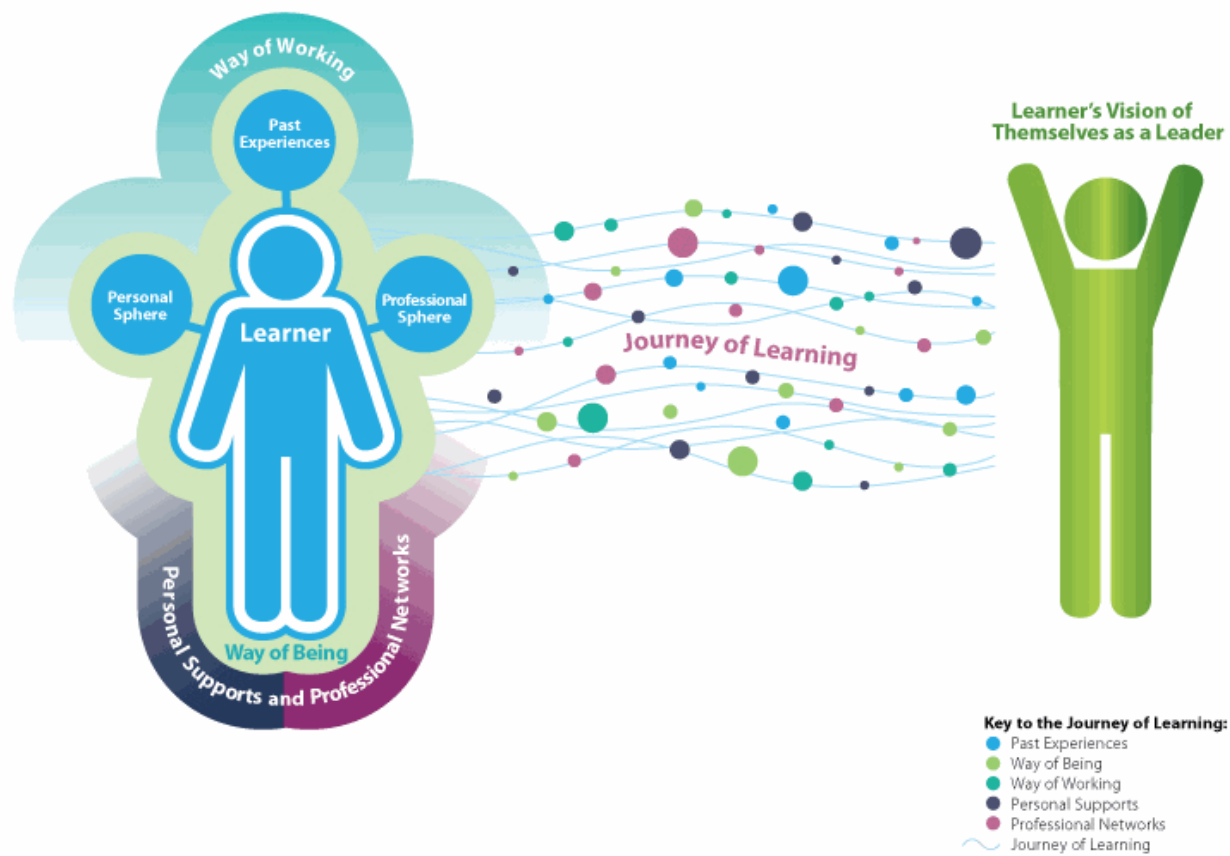 Way of Working
Past
Experiences
Personal
Sphere
Professional
Sphere
Learner
Way of Being
Personal Supports and Professional Networks
Journey of Learning
Learner's Vision of
Themselves as a Leader
Key to the Journey of Learning:
Past Experiences
Way of Being
Way of Working
Personal Supports
Professional Networks
Journey of Learning